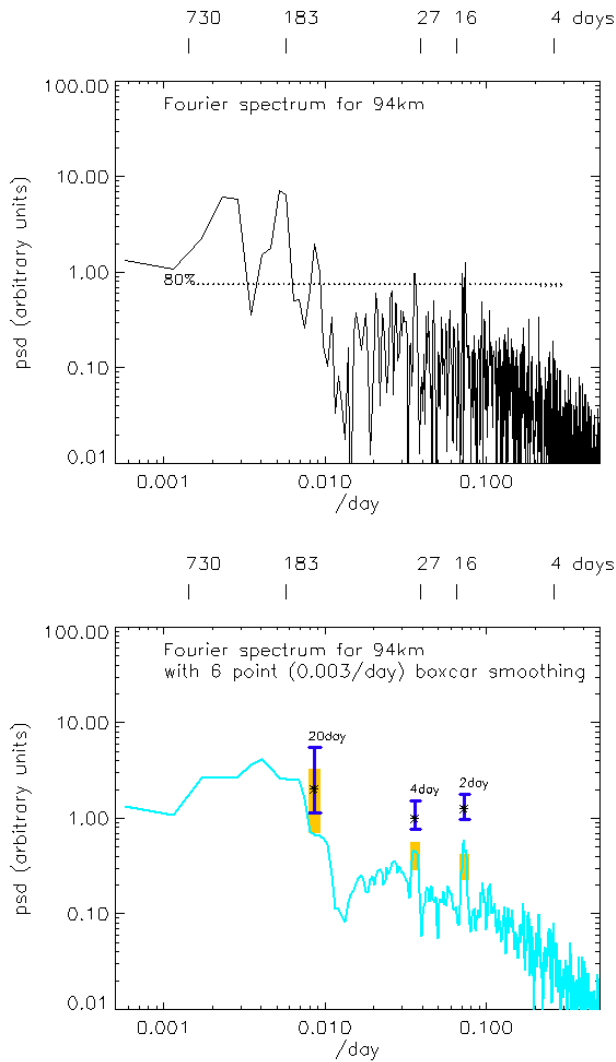 730 183 27 16 4 days
100.00
Fourier spectrum for 94km
10.00
1.00
80%
0.10
0.01
psd (arbitrary units)
0.001 0.010 0.100
/day
730 183 27 16 4 days
100.00
Fourier spectrum for 94km
with 6 point (0.003/day) boxcar smoothing
20day
10.00
4day 2day
1.00
0.10
0.01
psd (arbitrary units)
0.001 0.010 0.100
/day